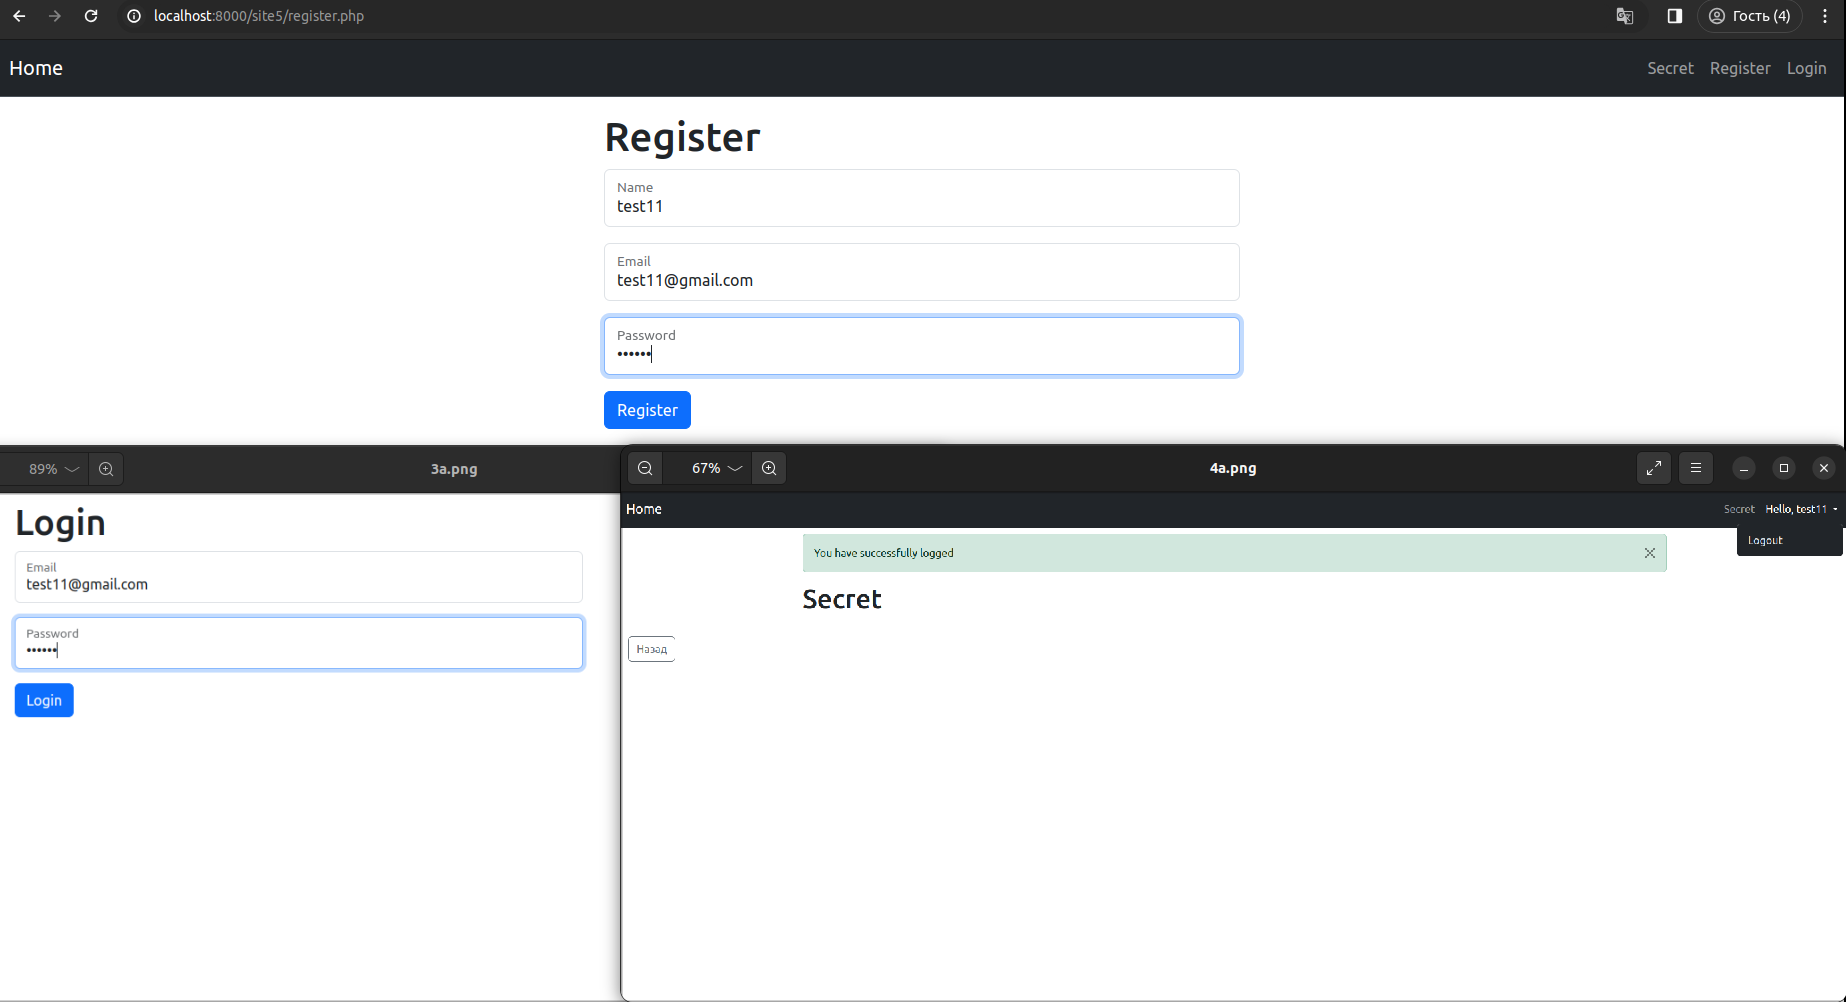 localhost:8000/site5/register.php
Гость (4)
Home
Secret Register Login
Register
Name
test11
Email
test11@gmail.com
Password
••••••
Register
89%
3a.png
Login
Email
test11@gmail.com
Password
••••••
Login
67%
4a.png
Home
Secret Hello, test11
Logout
You have successfully logged
Secret
Назад